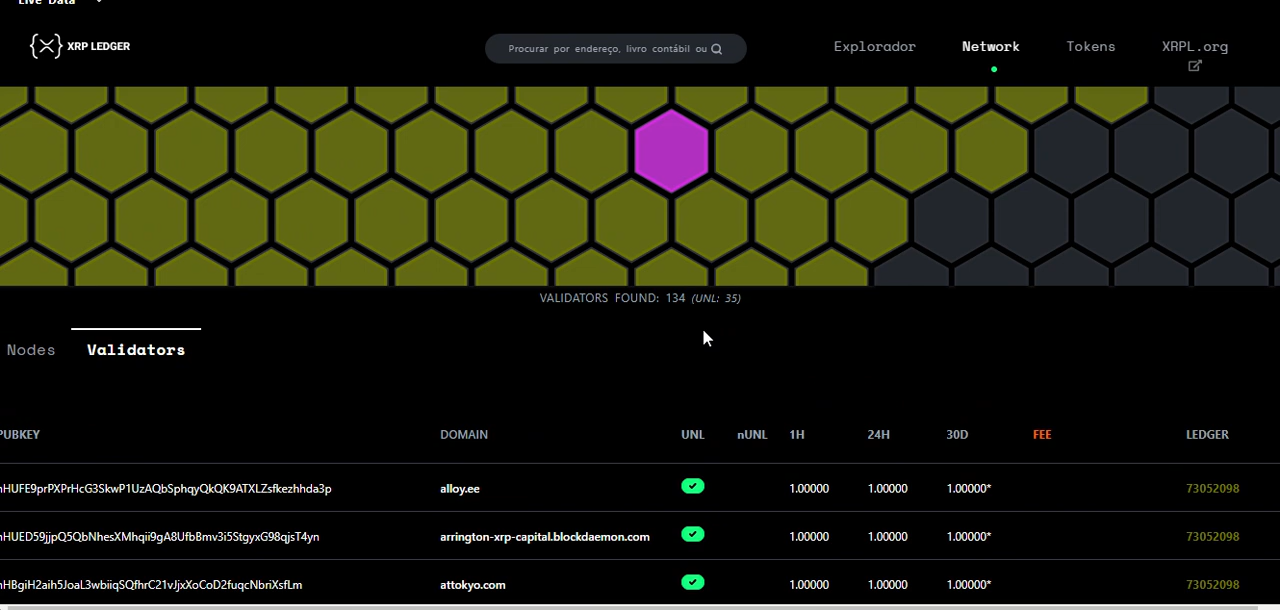 Live Data
XRP LEDGER
Procurar por endereço, livro contábil ou
Explorador
Network
Tokens
XRPL.org
VALIDATORS FOUND: 134 (UNL: 35)
Nodes
Validators
PUBKEY DOMAIN UNL nUNL 1H 24H 30D FEE LEDGER
nHUFE9prPXPrHcG3SkwP1UzAQbSphqyQkQK9ATXLZsfkezhhda3p alloy.ee 1.00000 1.00000 1.00000* 73052098
nHUED59jjpQ5QbNhesXMhqii9gA8UfbBmv3i5StgyxG98qjsT4yn arrington-xrp-capital.blockdaemon.com 1.00000 1.00000 1.00000* 73052098
nHBgiH2aih5JoaL3wbiiqSQfhrC21vJjxXoCoD2fuqcNbriXsfLm attokyo.com 1.00000 1.00000 1.00000* 73052098